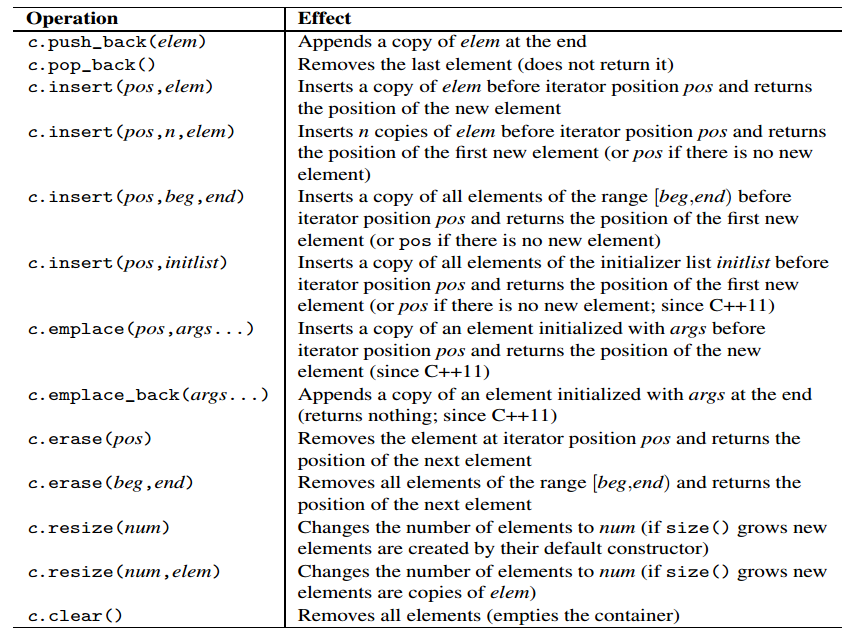 Operation Effect
c.push_back(elem) Appends a copy of elem at the end
c.pop_back() Removes the last element (does not return it)
c.insert(pos,elem) Inserts a copy of elem before iterator position pos and returns
the position of the new element
c.insert(pos,n,elem) Inserts n copies of elem before iterator position pos and returns
the position of the first new element (or pos if there is no new
element)
c.insert(pos,beg,end) Inserts a copy of all elements of the range [beg,end) before
iterator position pos and returns the position of the first new
element (or pos if there is no new element)
c.insert(pos,initlist) Inserts a copy of all elements of the initializer list initlist before
iterator position pos and returns the position of the first new
element (or pos if there is no new element; since C++11)
c.emplace(pos,args...) Inserts a copy of an element initialized with args before
iterator position pos and returns the position of the new
element (since C++11)
c.emplace_back(args...) Appends a copy of an element initialized with args at the end
(returns nothing; since C++11)
c.erase(pos) Removes the element at iterator position pos and returns the
position of the next element
c.erase(beg,end) Removes all elements of the range [beg,end) and returns the
position of the next element
c.resize(num) Changes the number of elements to num (if size() grows new
elements are created by their default constructor)
c.resize(num,elem) Changes the number of elements to num (if size() grows new
elements are copies of elem)
c.clear() Removes all elements (empties the container)